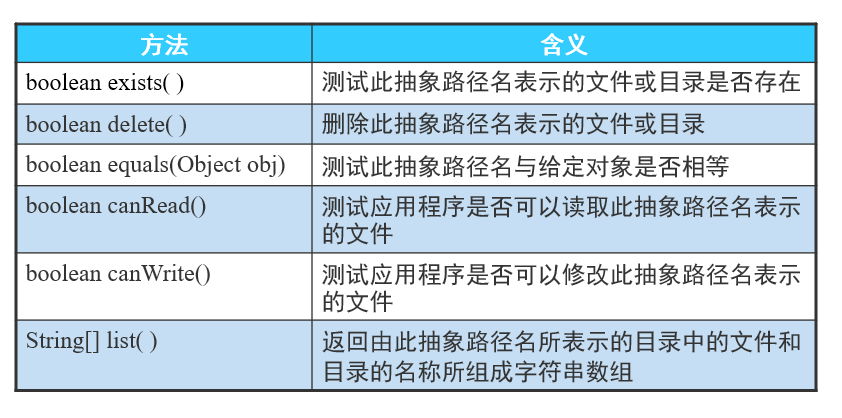 方法 含义
boolean exists( ) 测试此抽象路径名表示的文件或目录是否存在
boolean delete( ) 删除此抽象路径名表示的文件或目录
boolean equals(Object obj) 测试此抽象路径名与给定对象是否相等
boolean canRead() 测试应用程序是否可以读取此抽象路径名表示
的文件
boolean canWrite() 测试应用程序是否可以修改此抽象路径名表示
的文件
String[] list( ) 返回由此抽象路径名所表示的目录中的文件和
目录的名称所组成字符串数组